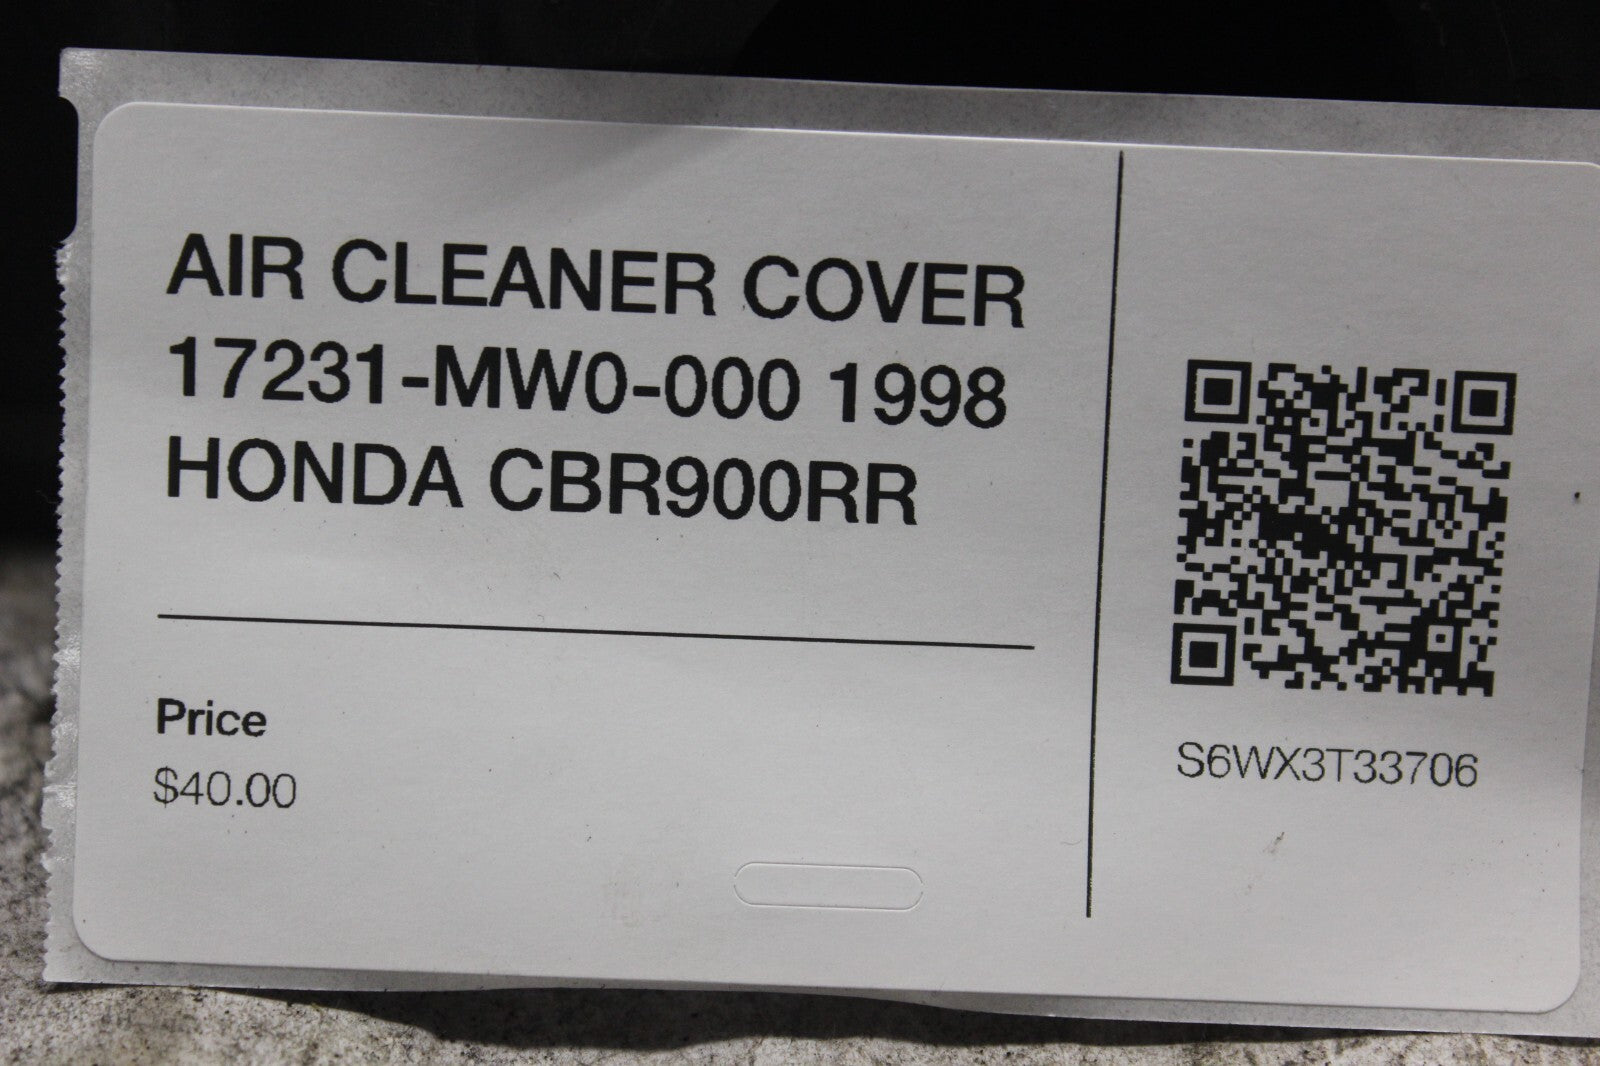 AIR CLEANER COVER
17231-MW0-000 1998
HONDA CBR900RR
Price
$40.00
S6WX3T33706